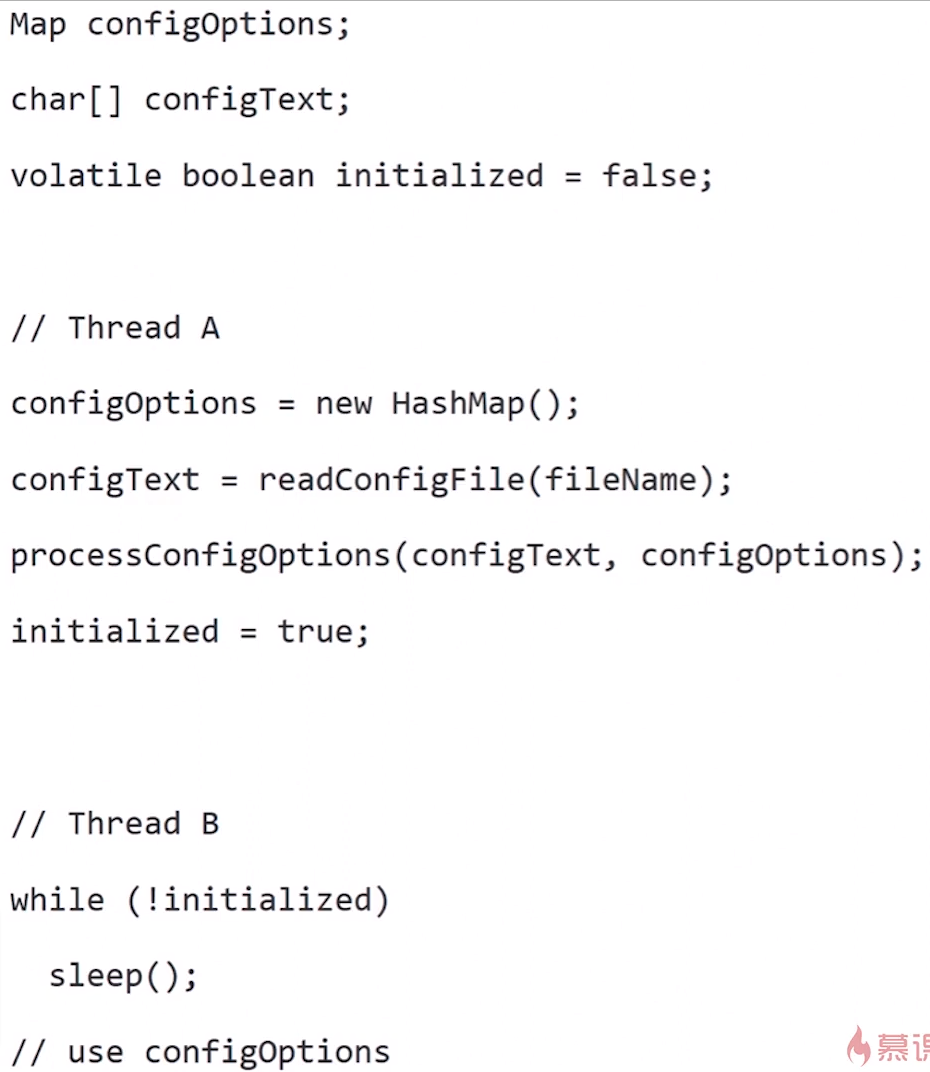 Map configOptions;
char[] configText;
volatile boolean initialized = false;
// Thread A
configOptions = new HashMap();
configText = readConfigFile(fileName);
processConfigOptions(configText, configOptions);
initialized = true;
// Thread B
while (!initialized)
  sleep();
// use configOptions
慕课